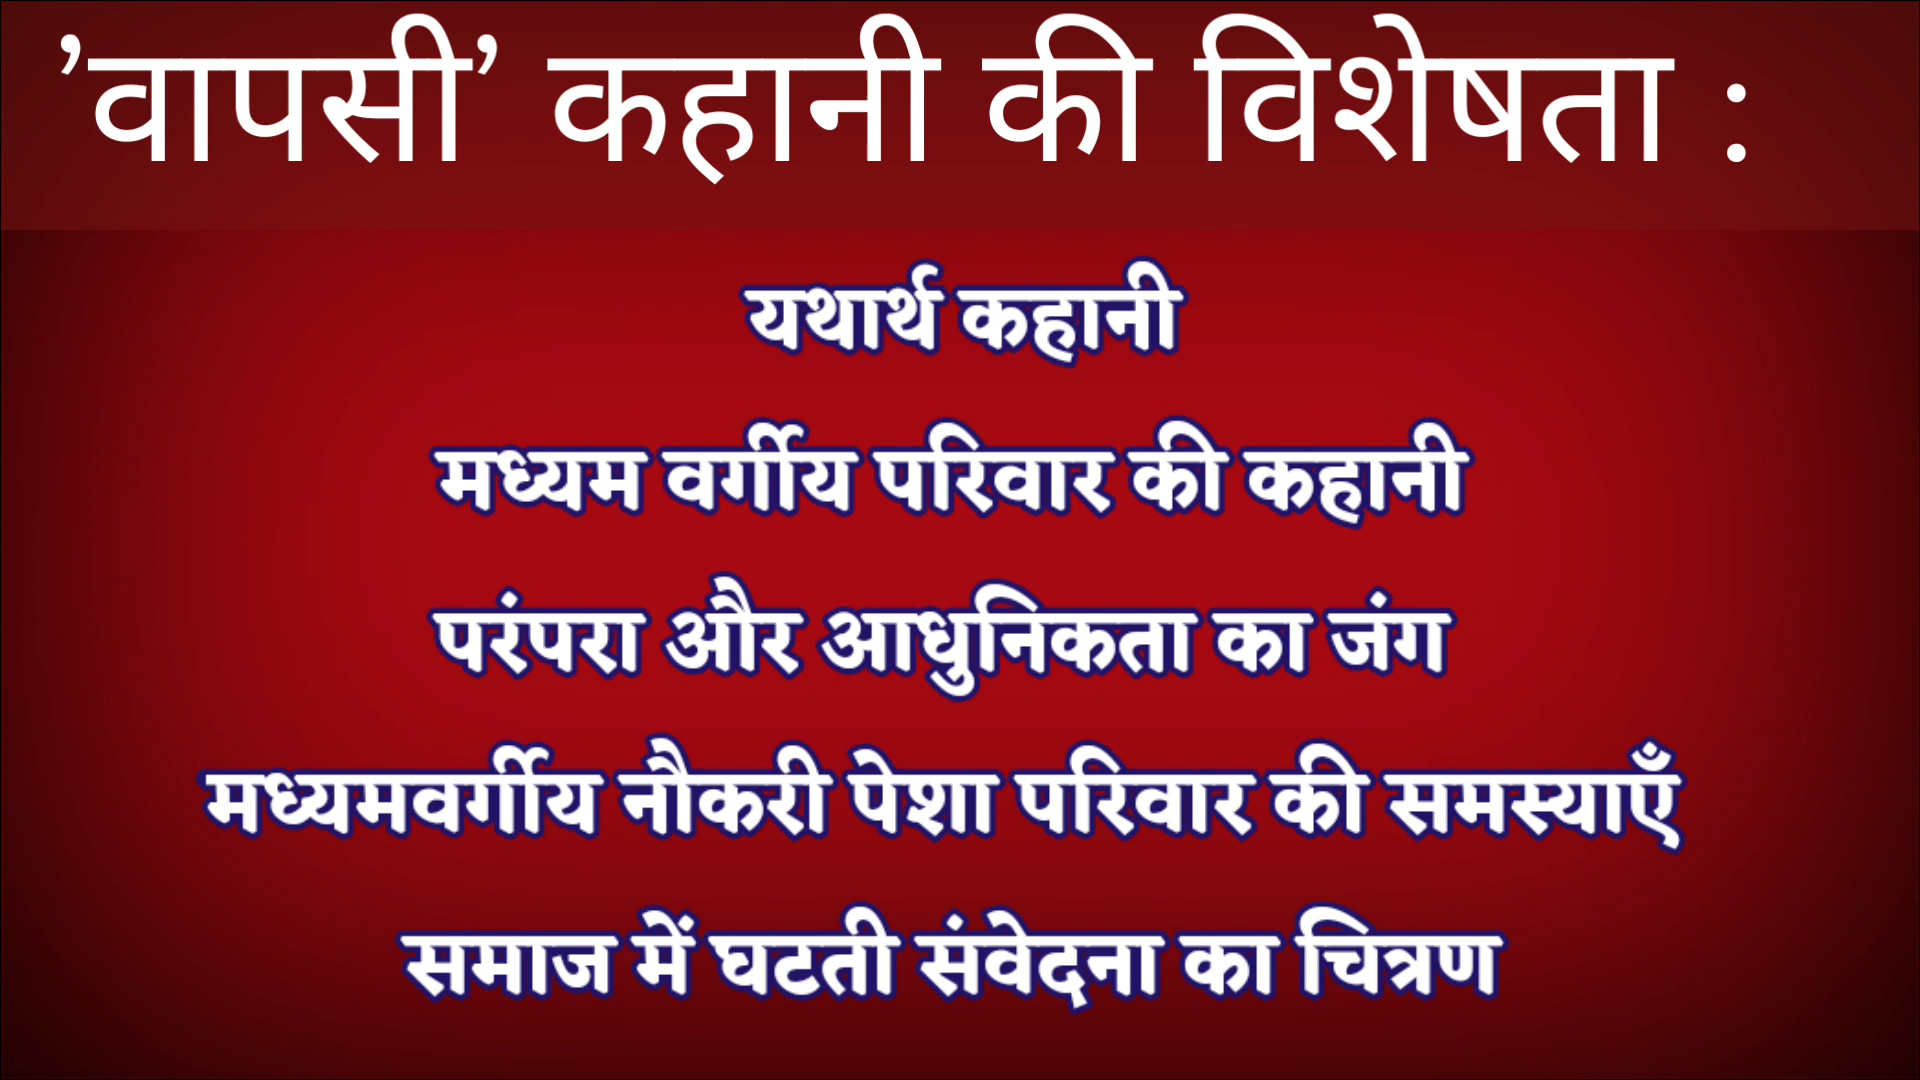 ’वापसी’ कहानी की विशेषता :
यथार्थ कहानी
मध्यम वर्गीय परिवार की कहानी
परंपरा और आधुनिकता का जंग
मध्यमवर्गीय नौकरी पेशा परिवार की समस्याएँ
समाज में घटती संवेदना का चित्रण